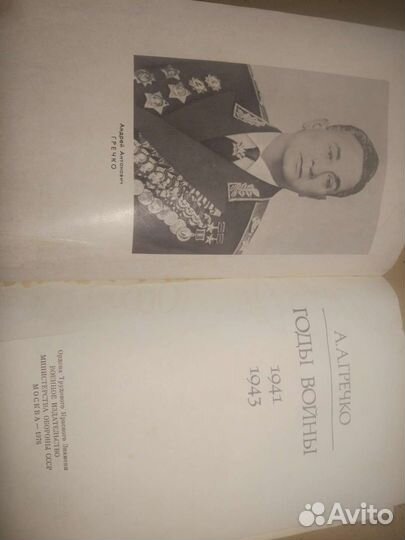 Андрей Антонович
ГРЕЧКО
А.А.ГРЕЧКО
ГОДЫ ВОЙНЫ
1941
1943
Ордена Трудового Красного Знамени
ВОЕННОЕ ИЗДАТЕЛЬСТВО
МИНИСТЕРСТВА ОБОРОНЫ СССР
МОСКВА — 1976
Avito